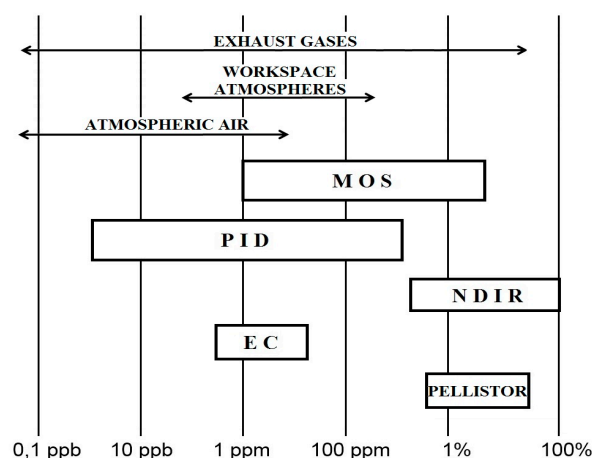 EXHAUST GASES
WORKSPACE
ATMOSPHERES
ATMOSPHERIC AIR
M O S
P I D
N D I R
E C
PELLISTOR
0,1 ppb 10 ppb 1 ppm 100 ppm 1% 100%